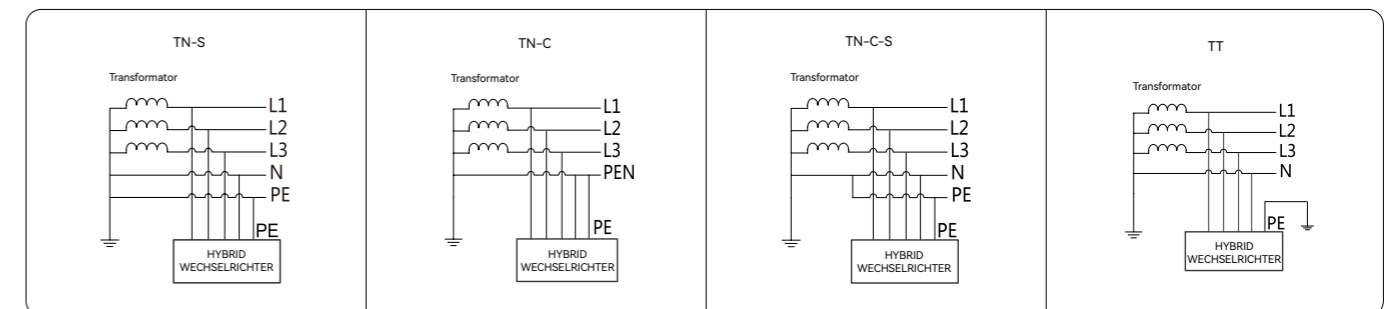 TN-S
Transformator
L1
L2
L3
N
PE
PE
HYBRID
WECHSELRICHTER
TN-C
Transformator
L1
L2
L3
PEN
PE
HYBRID
WECHSELRICHTER
TN-C-S
Transformator
L1
L2
L3
N
PE
PE
HYBRID
WECHSELRICHTER
TT
Transformator
L1
L2
L3
N
PE
HYBRID
WECHSELRICHTER